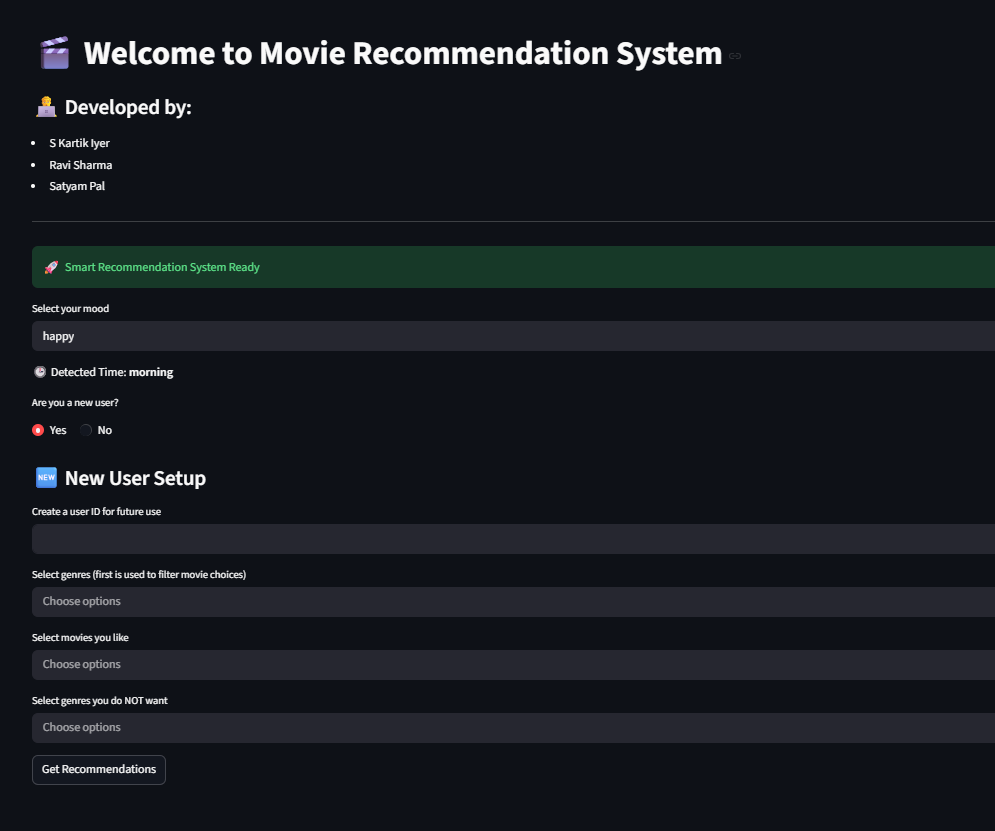 Welcome to Movie Recommendation System
Developed by:
S Kartik Iyer
Ravi Sharma
Satyam Pal
Smart Recommendation System Ready
Select your mood
happy
Detected Time: morning
Are you a new user?
Yes No
NEW New User Setup
Create a user ID for future use
Select genres (first is used to filter movie choices)
Choose options
Select movies you like
Choose options
Select genres you do NOT want
Choose options
Get Recommendations